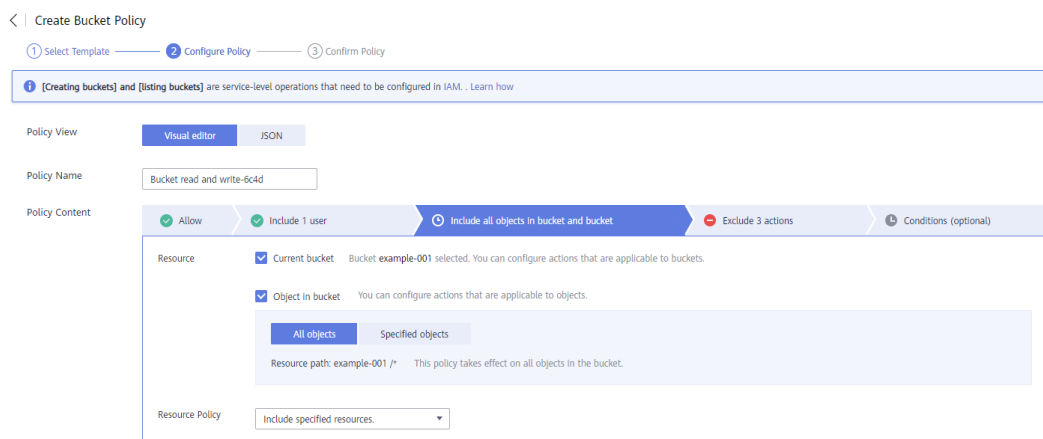 Create Bucket Policy
1 Select Template 2 Configure Policy 3 Confirm Policy
[Creating buckets] and [listing buckets] are service-level operations that need to be configured in IAM. . Learn how
Policy View Visual editor JSON
Policy Name Bucket read and write-6c4d
Policy Content Allow Include 1 user Include all objects in bucket and bucket Exclude 3 actions Conditions (optional)
Resource Current bucket Bucket example-001 selected. You can configure actions that are applicable to buckets.
Object in bucket You can configure actions that are applicable to objects.
All objects Specified objects
Resource path: example-001 /* This policy takes effect on all objects in the bucket.
Resource Policy Include specified resources.